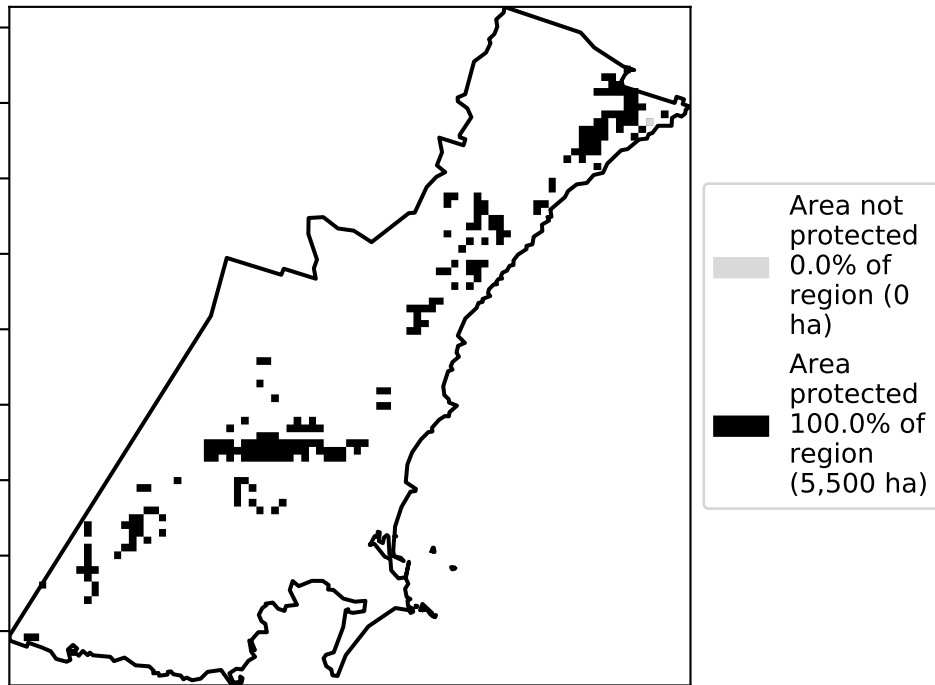 Area not
protected
0.0% of
region (0
ha)
Area
protected
100.0% of
region
(5,500 ha)